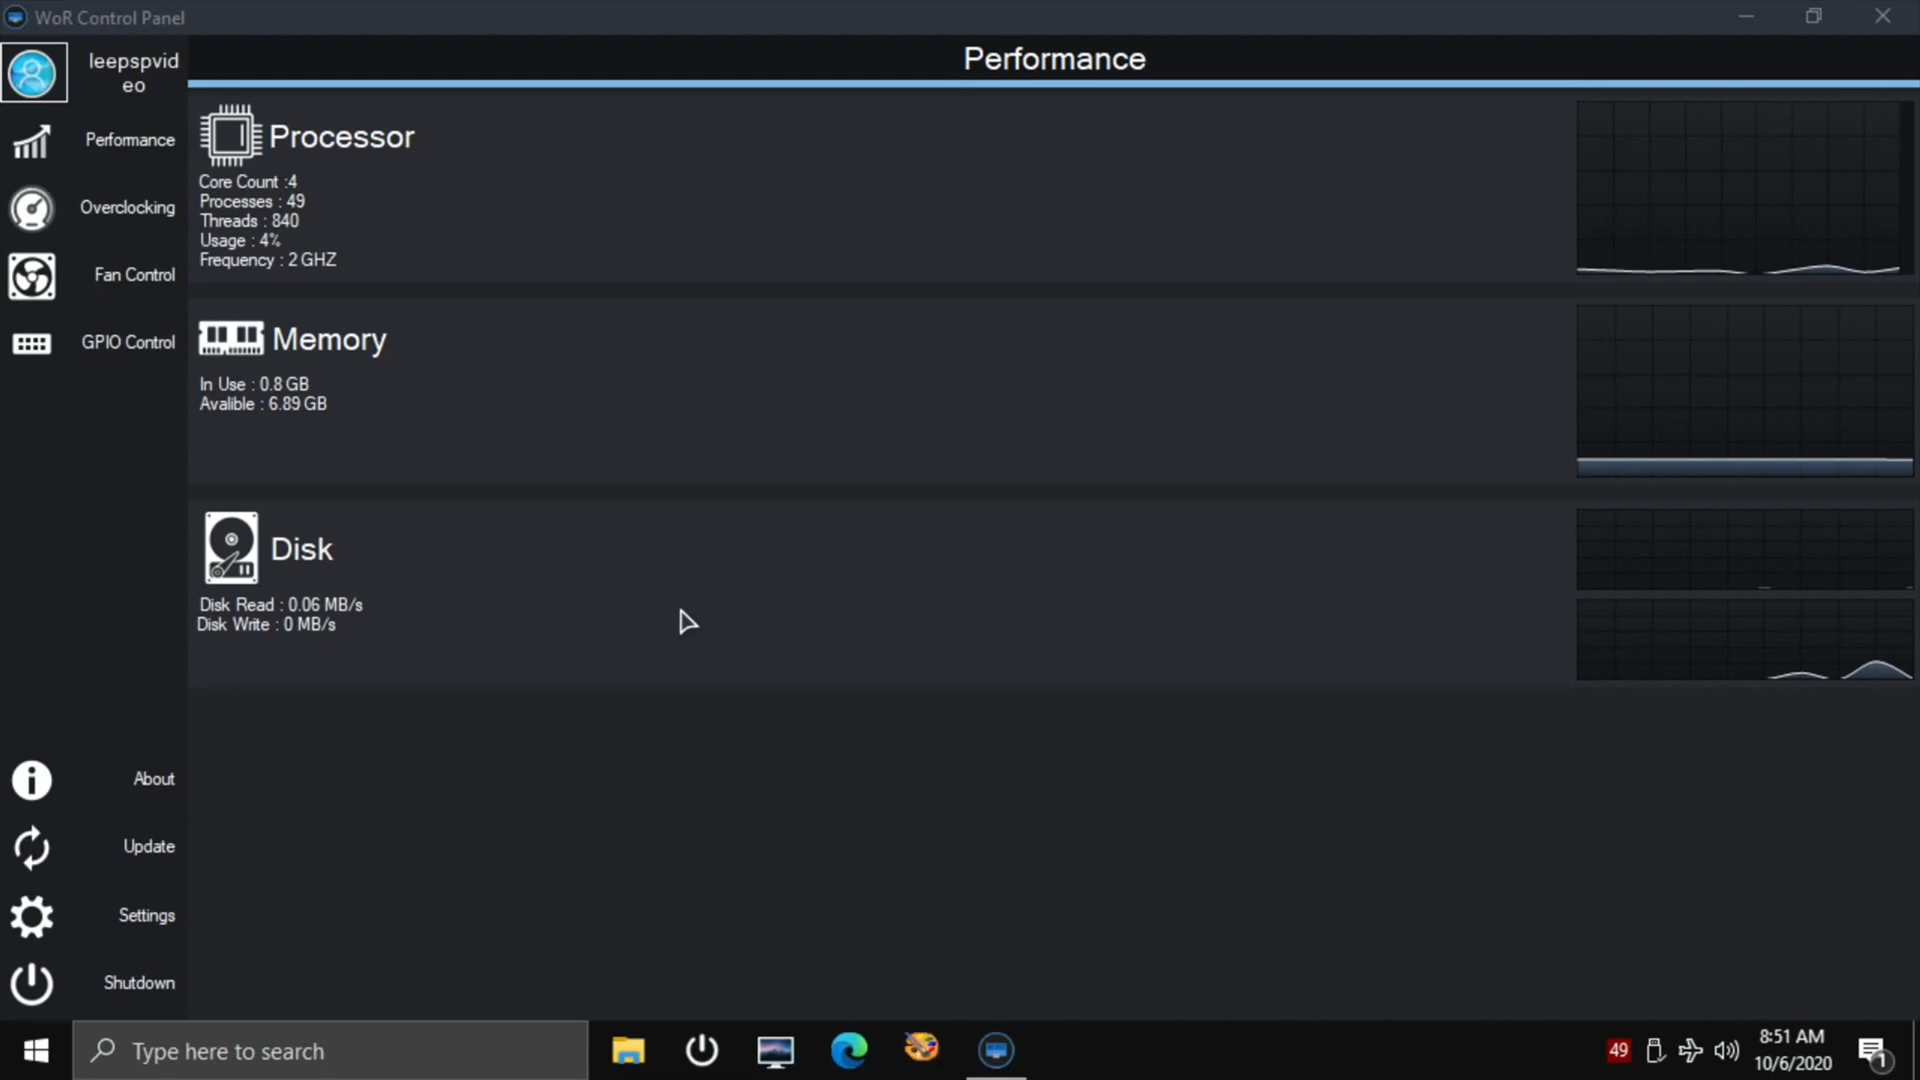 WoR Control Panel
leepspvid
eo
Performance
Performance
Overclocking
Fan Control
GPIO Control
Processor
Core Count :4
Processes : 49
Threads : 840
Usage : 4%
Frequency : 2 GHZ
Memory
In Use : 0.8 GB
Avalible : 6.89 GB
Disk
Disk Read : 0.06 MB/s
Disk Write : 0 MB/s
About
Update
Settings
Shutdown
Type here to search
49
8:51 AM
10/6/2020
1